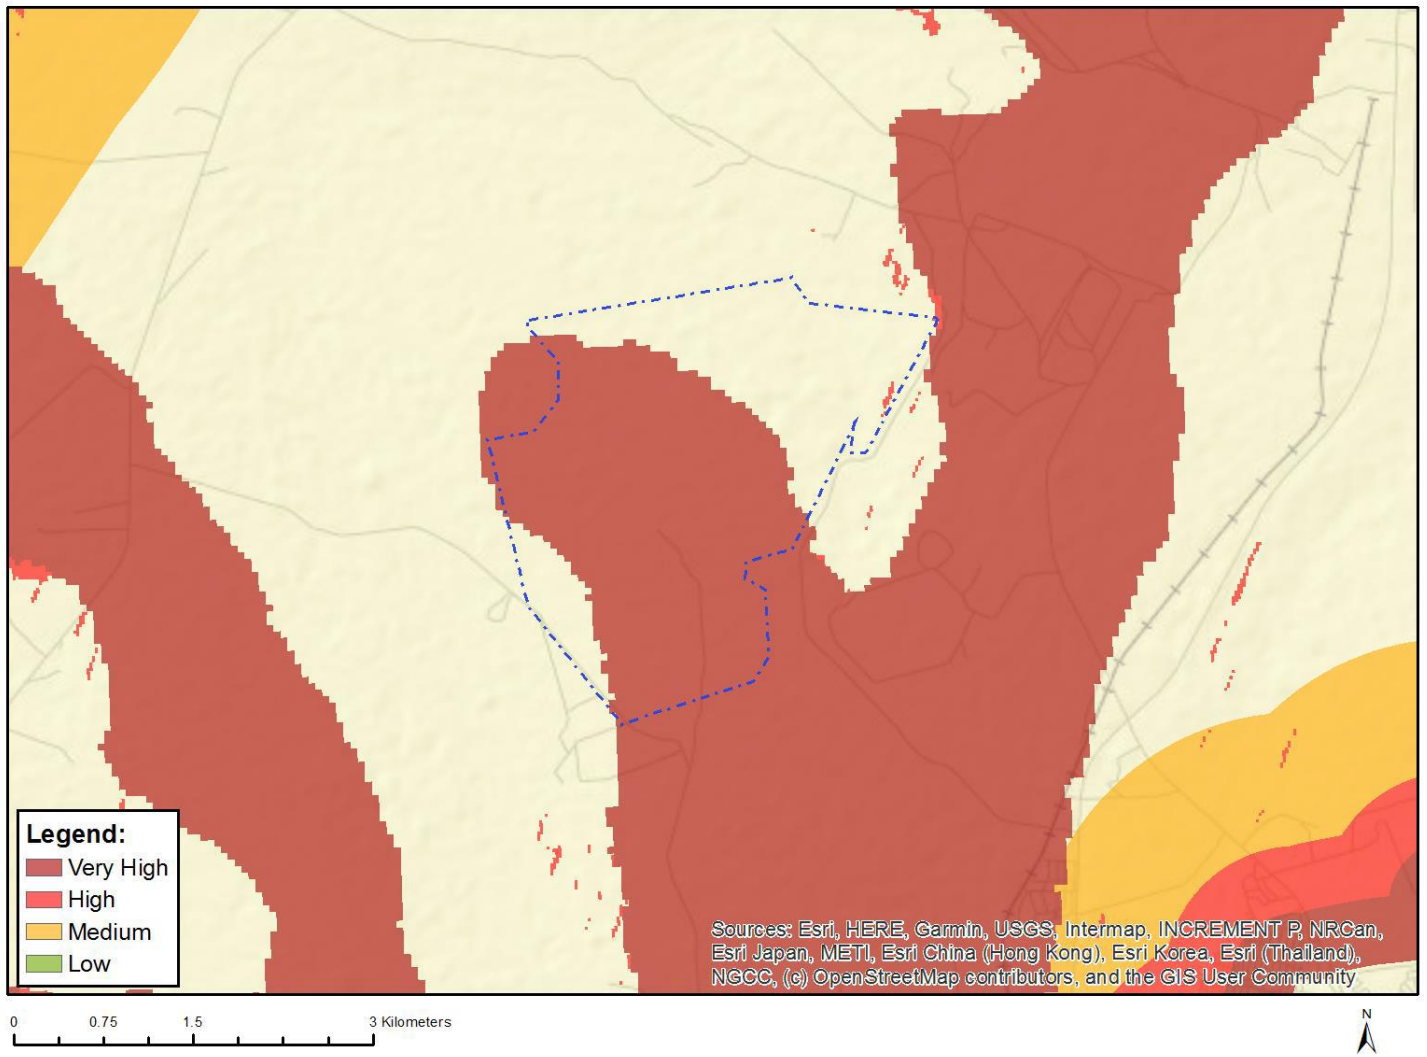 Legend:
Very High
High
Medium
Low
Sources: Esri, HERE, Garmin, USGS, Intermap, INCREMENT P, NRCan,
Esri Japan, METI, Esri China (Hong Kong), Esri Korea, Esri (Thailand),
NGCC, (c) OpenStreetMap contributors, and the GIS User Community
0 0.75 1.5 3 Kilometers
N